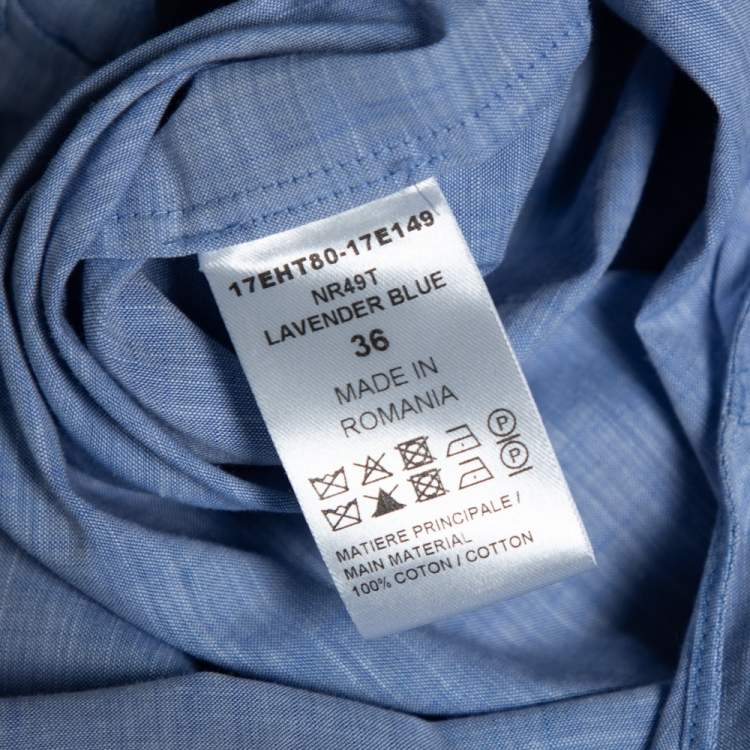 17EHT80-17E149
NR49T
LAVENDER BLUE
36
MADE IN
ROMANIA
P
P
MATIERE PRINCIPALE /
MAIN MATERIAL
100% COTON / COTTON